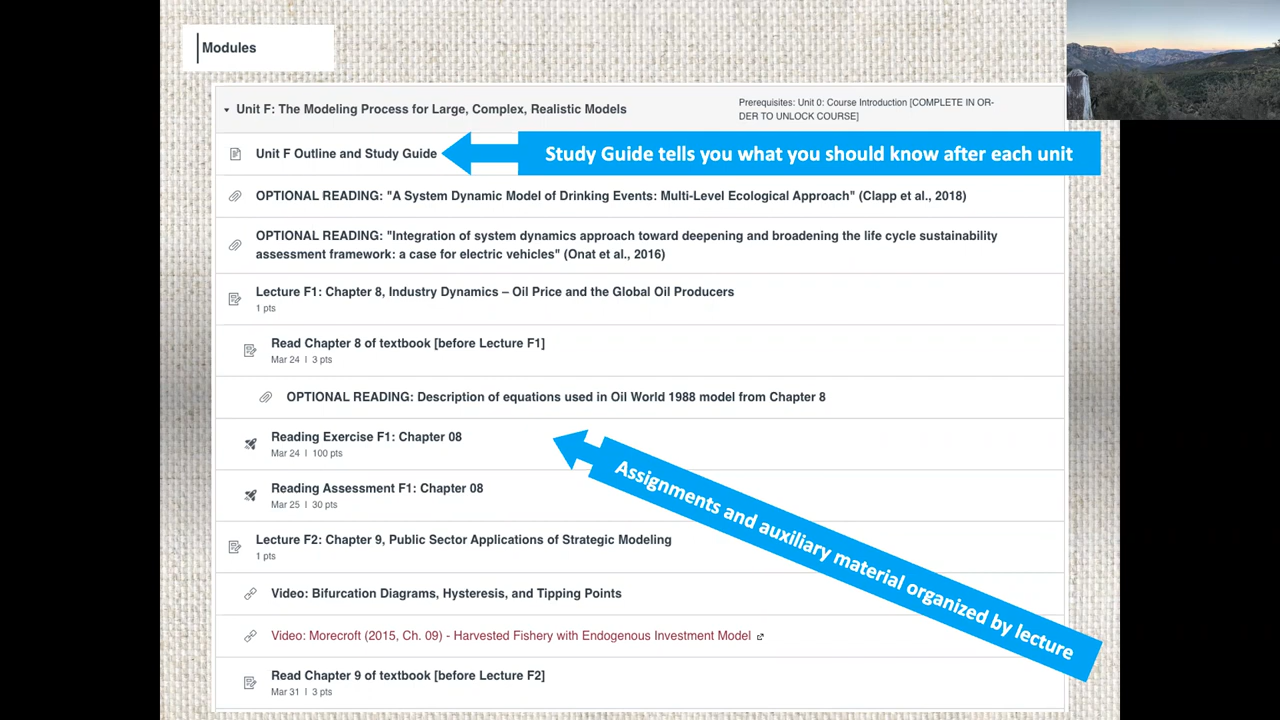 Modules
Unit F: The Modeling Process for Large, Complex, Realistic Models
Prerequisites: Unit 0: Course Introduction [COMPLETE IN OR-
DER TO UNLOCK COURSE]
Unit F Outline and Study Guide
Study Guide tells you what you should know after each unit
OPTIONAL READING: "A System Dynamic Model of Drinking Events: Multi-Level Ecological Approach" (Clapp et al., 2018)
OPTIONAL READING: "Integration of system dynamics approach toward deepening and broadening the life cycle sustainability
assessment framework: a case for electric vehicles" (Onat et al., 2016)
Lecture F1: Chapter 8, Industry Dynamics – Oil Price and the Global Oil Producers
1 pts
Read Chapter 8 of textbook [before Lecture F1]
Mar 24 | 3 pts
OPTIONAL READING: Description of equations used in Oil World 1988 model from Chapter 8
Reading Exercise F1: Chapter 08
Mar 24 | 100 pts
Assignments and auxiliary material organized by lecture
Reading Assessment F1: Chapter 08
Mar 25 | 30 pts
Lecture F2: Chapter 9, Public Sector Applications of Strategic Modeling
1 pts
Video: Bifurcation Diagrams, Hysteresis, and Tipping Points
Video: Morecroft (2015, Ch. 09) - Harvested Fishery with Endogenous Investment Model
Read Chapter 9 of textbook [before Lecture F2]
Mar 31 | 3 pts